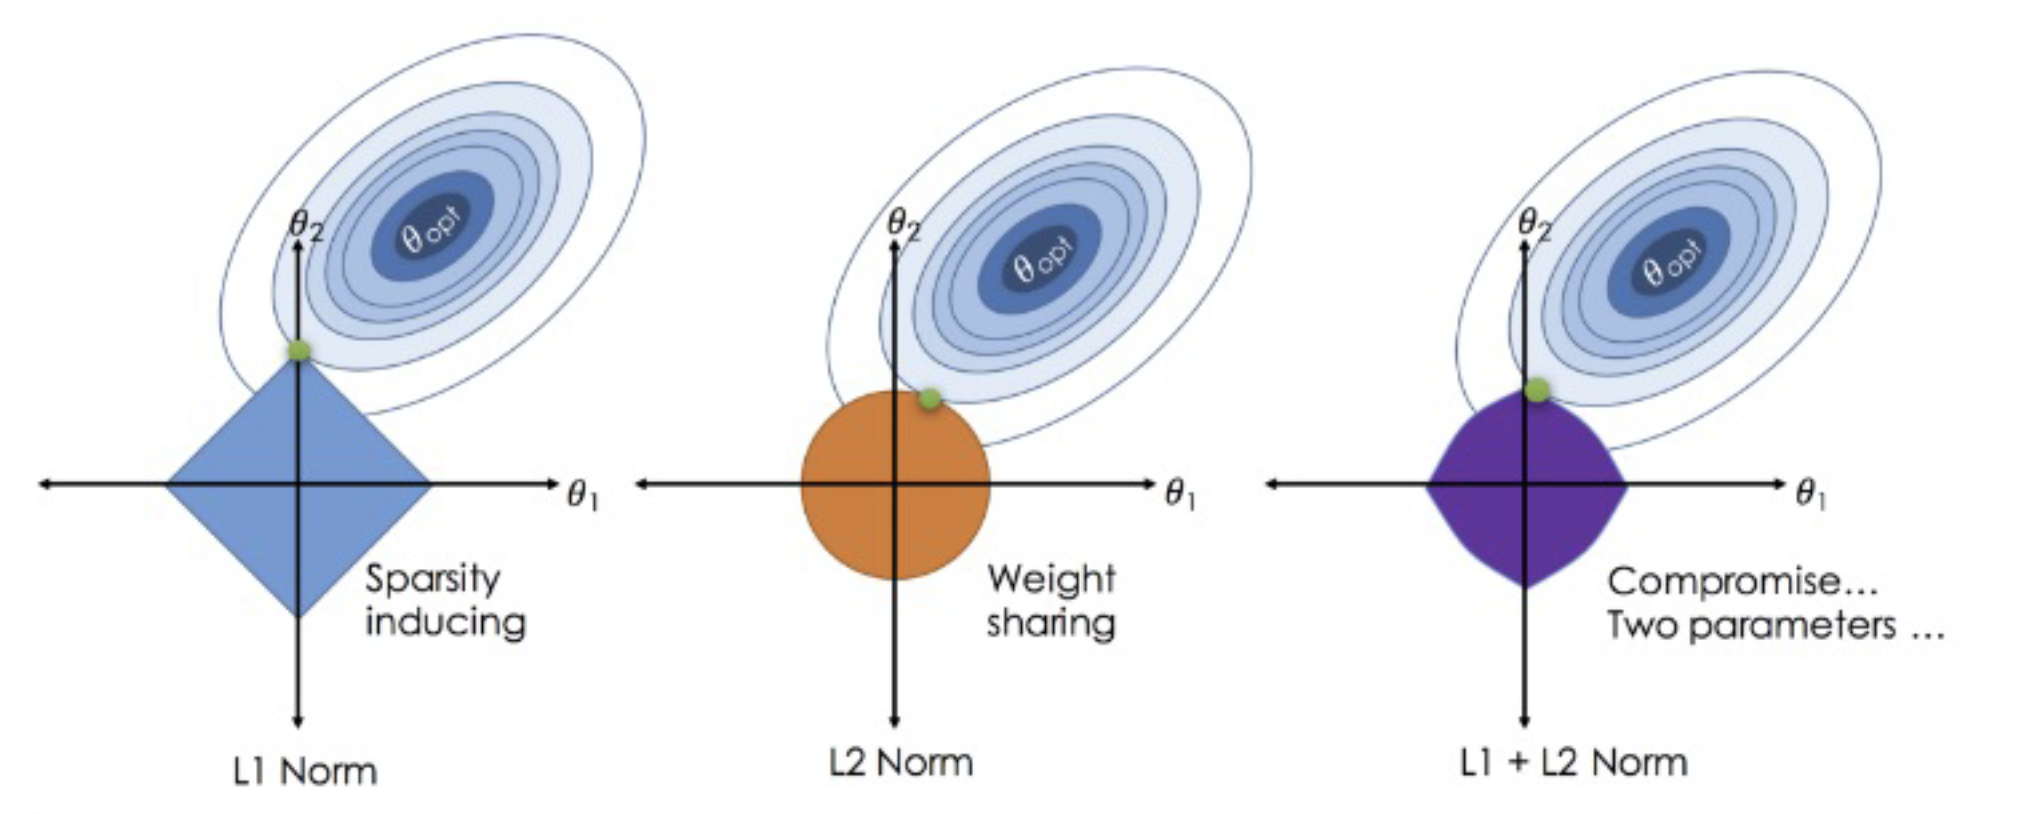 θ2
θopt
θ1
Sparsity
inducing
L1 Norm
θ2
θopt
θ1
Weight
sharing
L2 Norm
θ2
θopt
θ1
Compromise...
Two parameters ...
L1 + L2 Norm